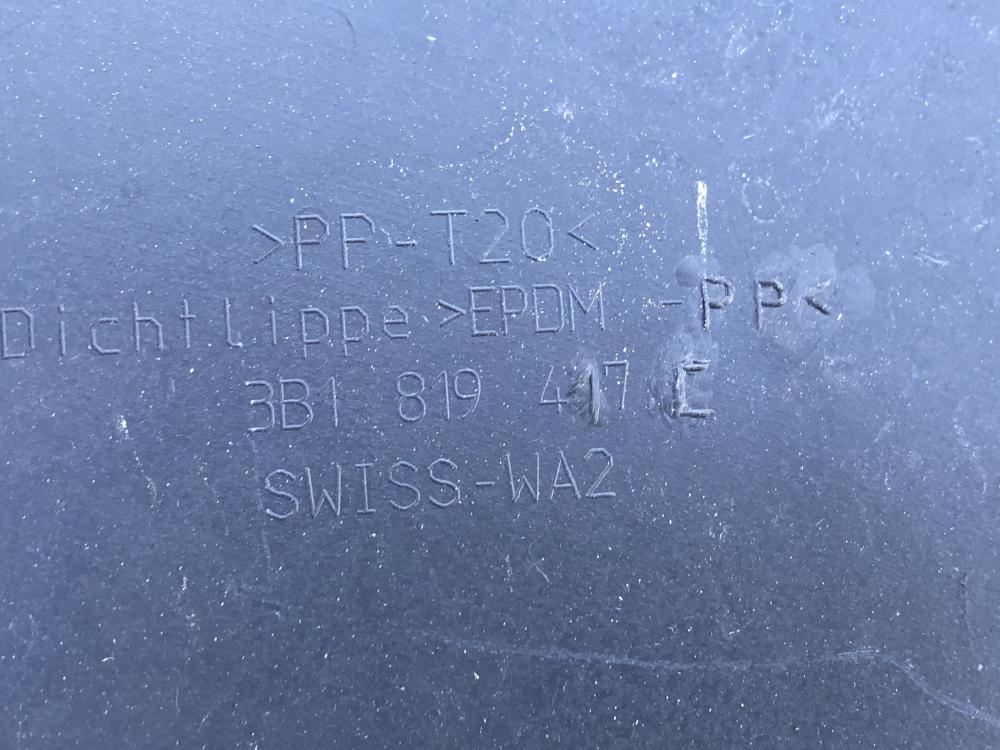 >PP-T20<
Dichtlippe >EPDM -PP<
3B1 819 417 C
SWISS-WA2